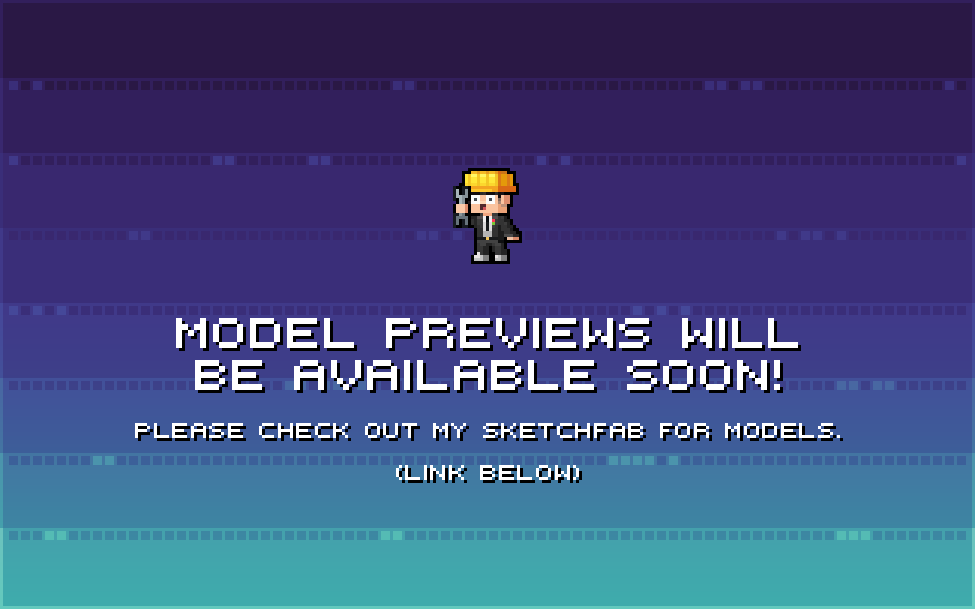 MODEL PREVIEWS WILL
BE AVAILABLE SOON!
PLEASE CHECK OUT MY SKETCHFAB FOR MODELS.
(LINK BELOW)